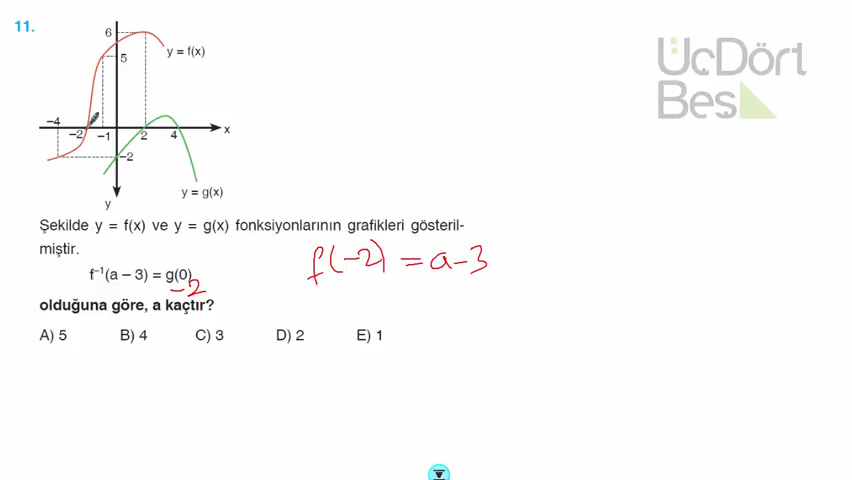 11.
6
y = f(x)
5
ÜçDört
Beş
-4
-2
-1
2
4
x
-2
y = g(x)
y
Şekilde y = f(x) ve y = g(x) fonksiyonlarının grafikleri gösteril-
miştir.
f(-2) = a-3
f⁻¹(a – 3) = g(0)
-2
olduğuna göre, a kaçtır?
A) 5 B) 4 C) 3 D) 2 E) 1